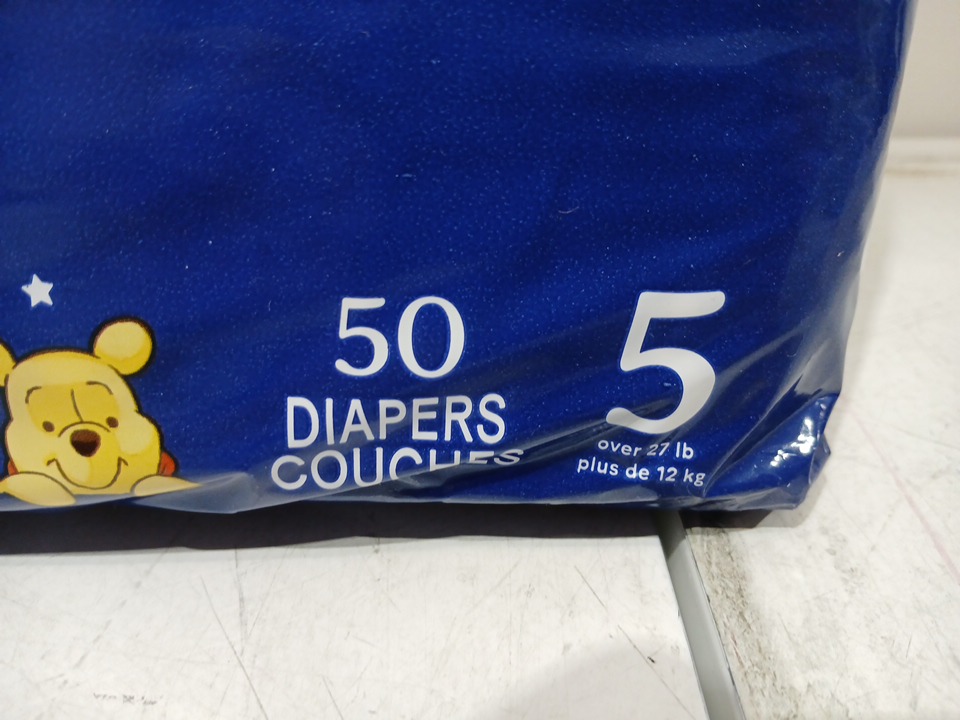 50
DIAPERS
COUCHES
5
over 27 lb
plus de 12 kg